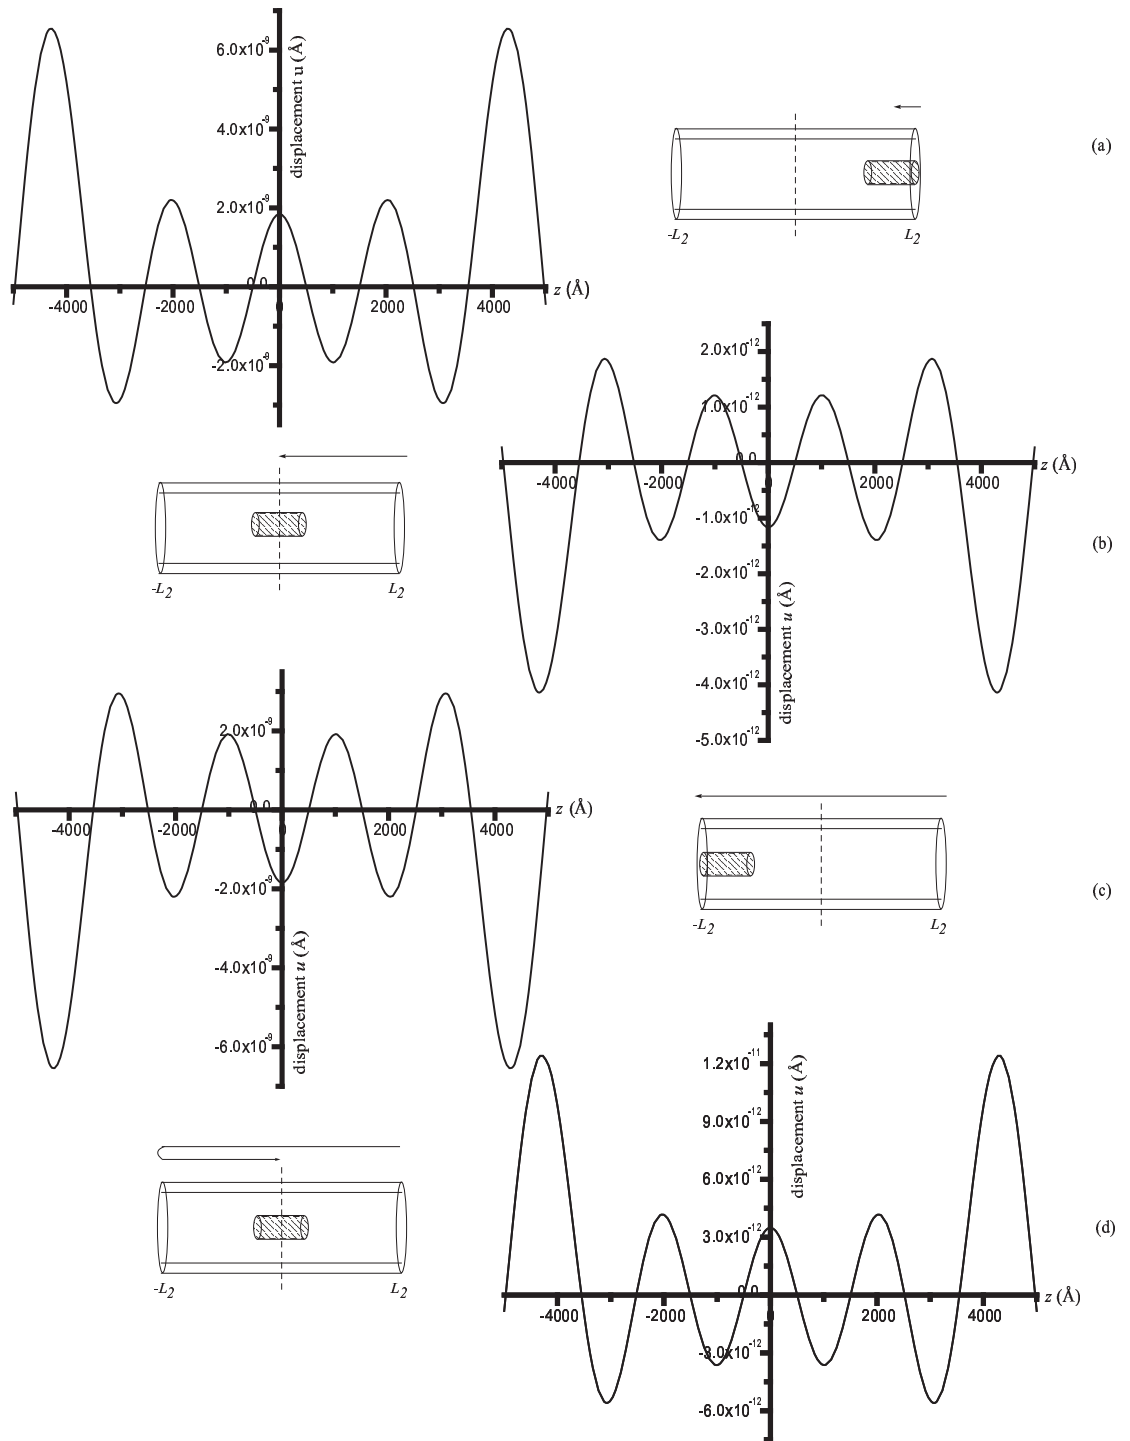 6.0x10⁻⁹
4.0x10⁻⁹
2.0x10⁻⁹
0.0
-2.0x10⁻⁹
displacement u (Å)
-4000 -2000 0 2000 4000
z (Å)
-L₂ L₂
(a)
2.0x10⁻¹²
1.0x10⁻¹²
0.0
-1.0x10⁻¹²
-2.0x10⁻¹²
-3.0x10⁻¹²
-4.0x10⁻¹²
-5.0x10⁻¹²
displacement u (Å)
-4000 -2000 0 2000 4000
z (Å)
-L₂ L₂
(b)
2.0x10⁻⁹
0.0
-2.0x10⁻⁹
-4.0x10⁻⁹
-6.0x10⁻⁹
displacement u (Å)
-4000 -2000 0 2000 4000
z (Å)
-L₂ L₂
(c)
1.2x10⁻¹¹
9.0x10⁻¹²
6.0x10⁻¹²
3.0x10⁻¹²
0.0
-3.0x10⁻¹²
-6.0x10⁻¹²
displacement u (Å)
-4000 -2000 0 2000 4000
z (Å)
-L₂ L₂
(d)